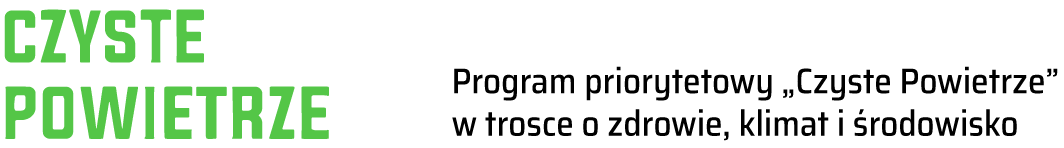 CZYSTE
POWIETRZE
Program priorytetowy „Czyste Powietrze”
w trosce o zdrowie, klimat i środowisko